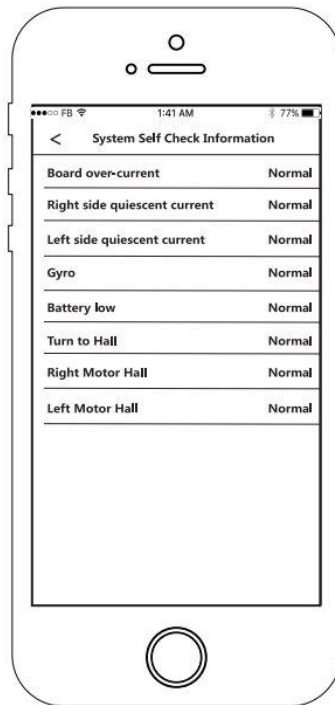 FB 1:41 AM 77%
< System Self Check Information
Board over-current Normal
Right side quiescent current Normal
Left side quiescent current Normal
Gyro Normal
Battery low Normal
Turn to Hall Normal
Right Motor Hall Normal
Left Motor Hall Normal